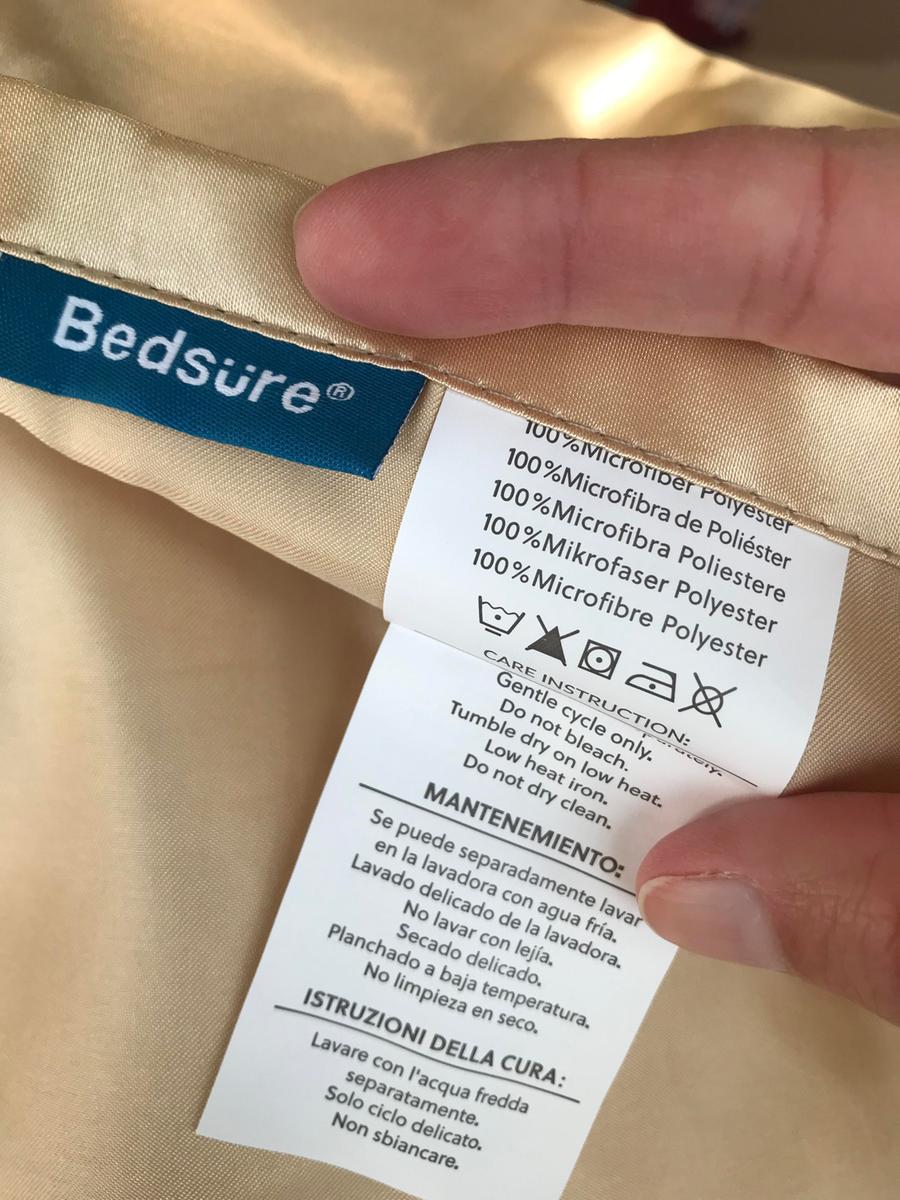 Bedsüre®
100%Microfiber Polyester
100%Microfibra de Poliéster
100%Microfibra Poliestere
100%Mikrofaser Polyester
100%Microfibre Polyester
CARE INSTRUCTION:
Gentle cycle only.
Do not bleach.
Tumble dry on low heat.
Low heat iron.
Do not dry clean.
MANTENEMIENTO:
Se puede separadamente lavar
en la lavadora con agua fría.
Lavado delicado de la lavadora.
No lavar con lejía.
Secado delicado.
Planchado a baja temperatura.
No limpieza en seco.
ISTRUZIONI DELLA CURA:
Lavare con l'acqua fredda
separatamente.
Solo ciclo delicato.
Non sbiancare.